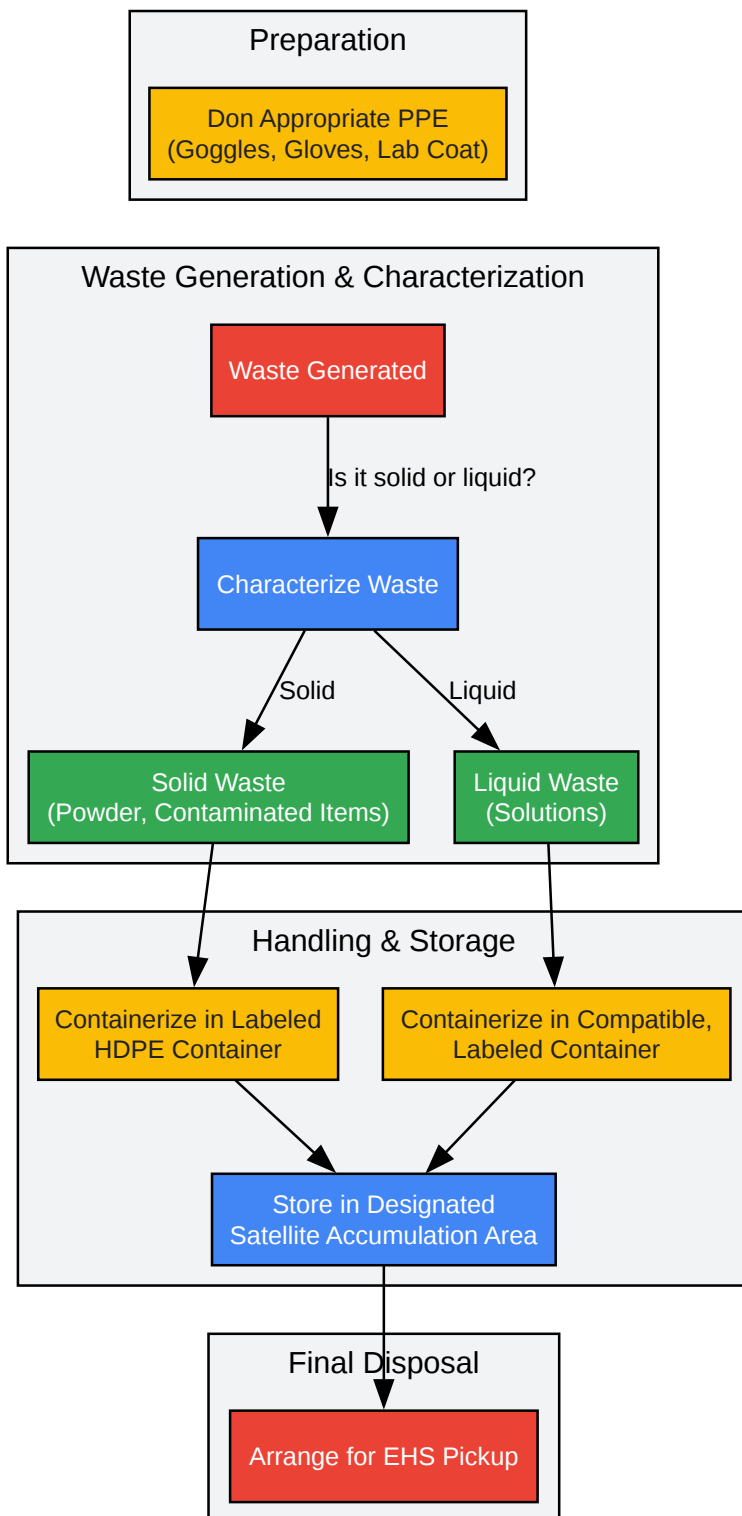 Preparation
Don Appropriate PPE
(Goggles, Gloves, Lab Coat)
Waste Generation & Characterization
Waste Generated
Is it solid or liquid?
Characterize Waste
Solid
Liquid
Solid Waste
(Powder, Contaminated Items)
Liquid Waste
(Solutions)
Handling & Storage
Containerize in Labeled
HDPE Container
Containerize in Compatible,
Labeled Container
Store in Designated
Satellite Accumulation Area
Final Disposal
Arrange for EHS Pickup